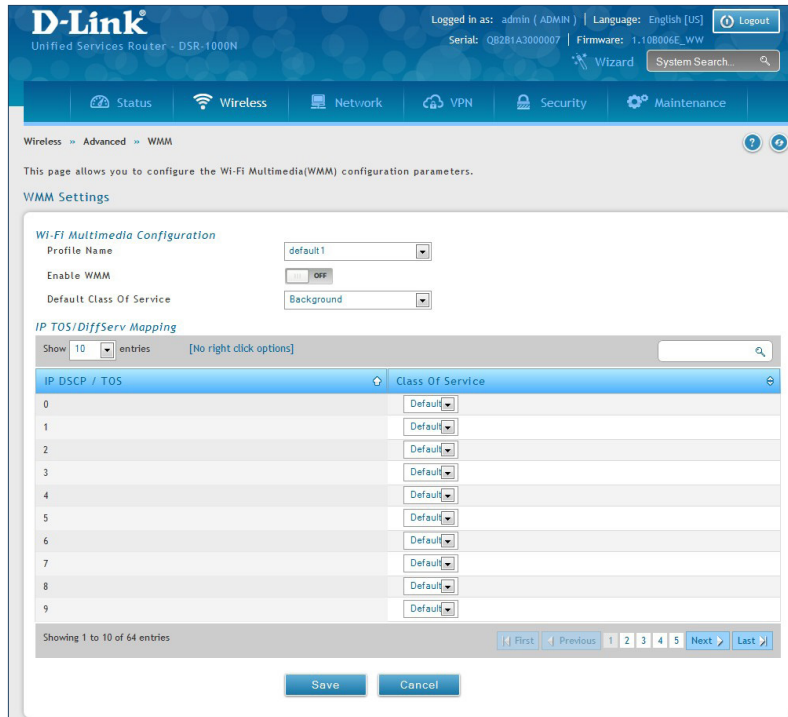 D-Link®
Unified Services Router - DSR-1000N
Logged in as: admin ( ADMIN ) | Language: English [US]
Logout
Serial: QB2B1A3000007 | Firmware: 1.10B006E_WW
Wizard
System Search...
Status
Wireless
Network
VPN
Security
Maintenance
Wireless » Advanced » WMM
?
This page allows you to configure the Wi-Fi Multimedia(WMM) configuration parameters.
WMM Settings
Wi-Fi Multimedia Configuration
Profile Name
default1
Enable WMM
OFF
Default Class Of Service
Background
IP TOS/DiffServ Mapping
Show 10 entries
[No right click options]
IP DSCP / TOS
Class Of Service
0 Default
1 Default
2 Default
3 Default
4 Default
5 Default
6 Default
7 Default
8 Default
9 Default
Showing 1 to 10 of 64 entries
First Previous 1 2 3 4 5 Next Last
Save
Cancel